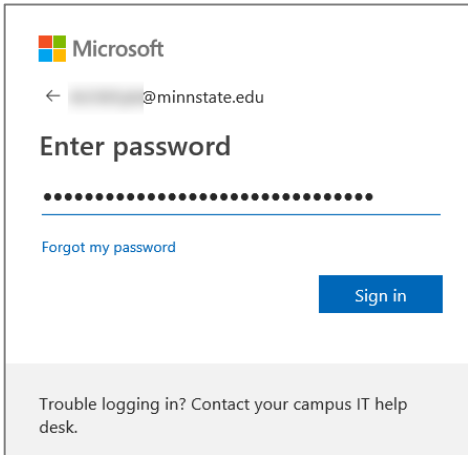 Microsoft
← @minnstate.edu
Enter password
••••••••••••••••••••••••••••••••
Forgot my password
Sign in
Trouble logging in? Contact your campus IT help
desk.